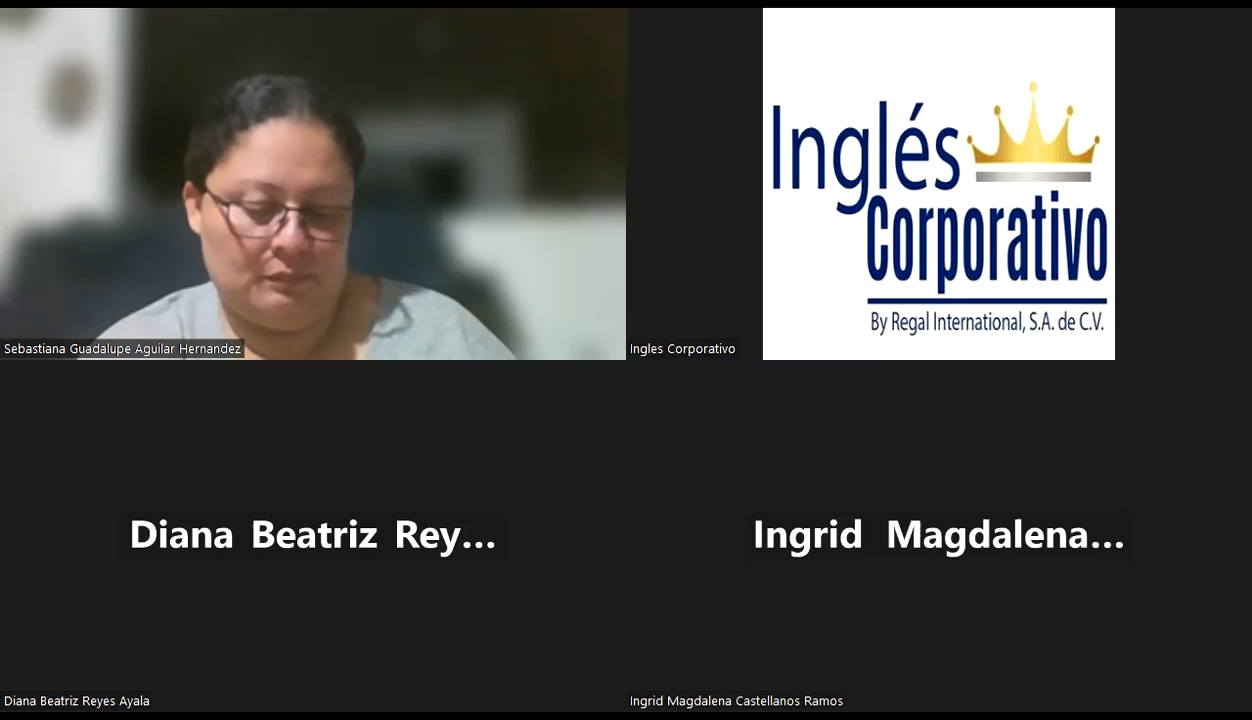 Inglés
Corporativo
By Regal International, S.A. de C.V.
Sebastiana Guadalupe Aguilar Hernandez
Ingles Corporativo
Diana Beatriz Rey...
Ingrid Magdalena...
Diana Beatriz Reyes Ayala
Ingrid Magdalena Castellanos Ramos